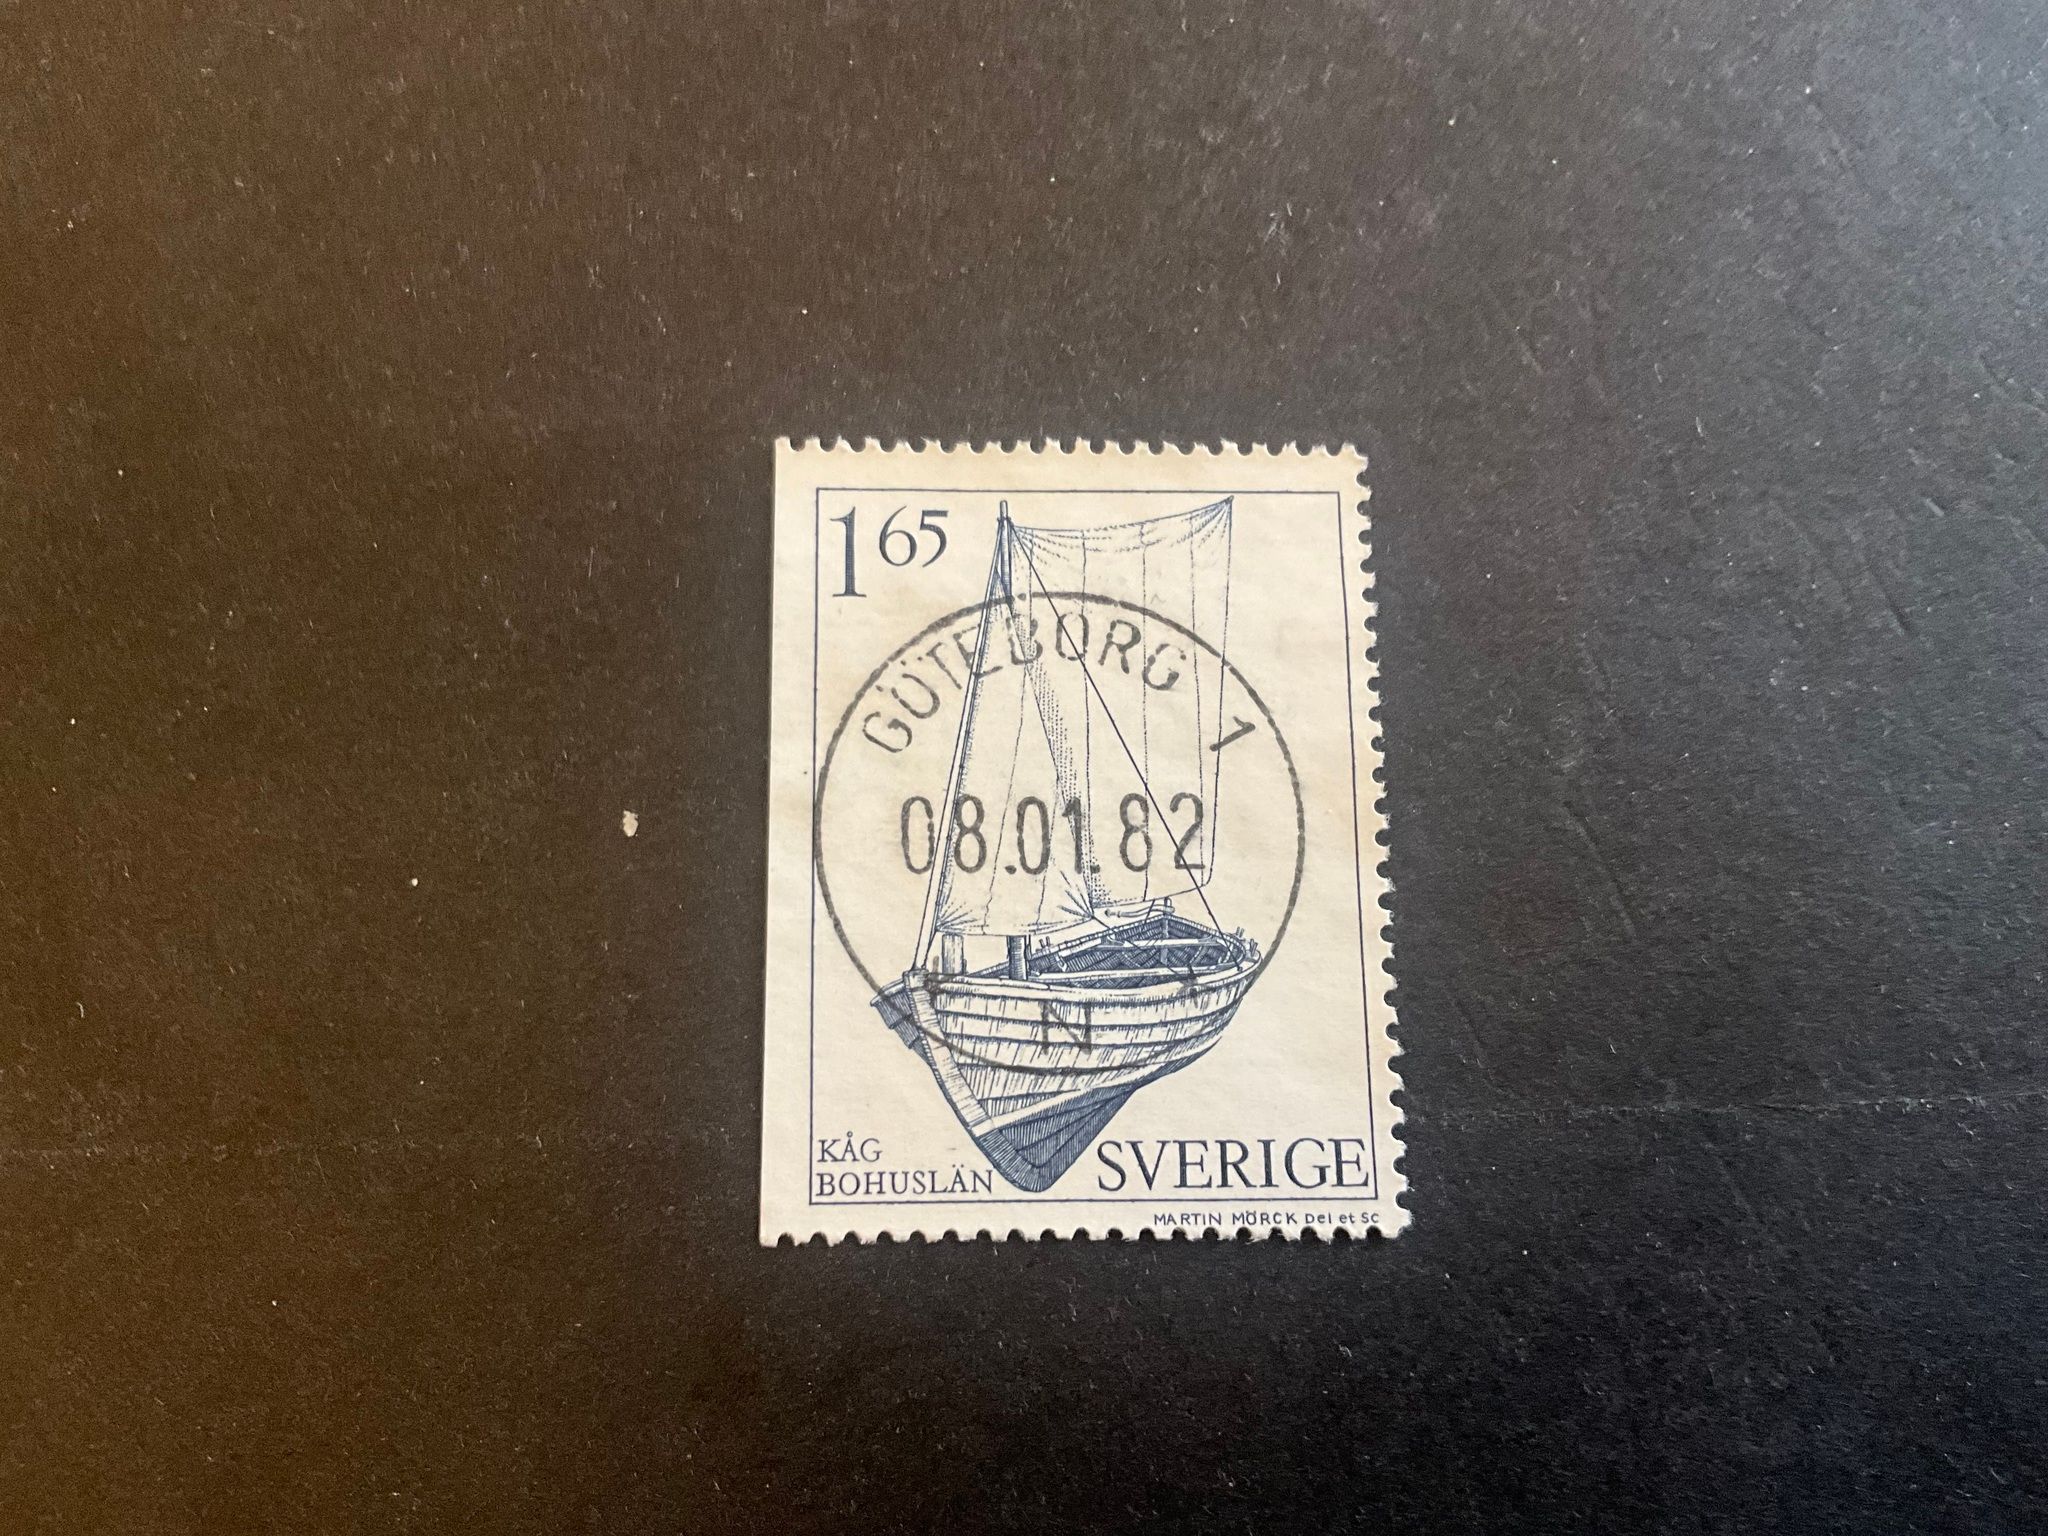 1 65
GÖTEBORG 1
08.01.82
N
KÅG
BOHUSLÄN
SVERIGE
MARTIN MÖRCK Del et Sc